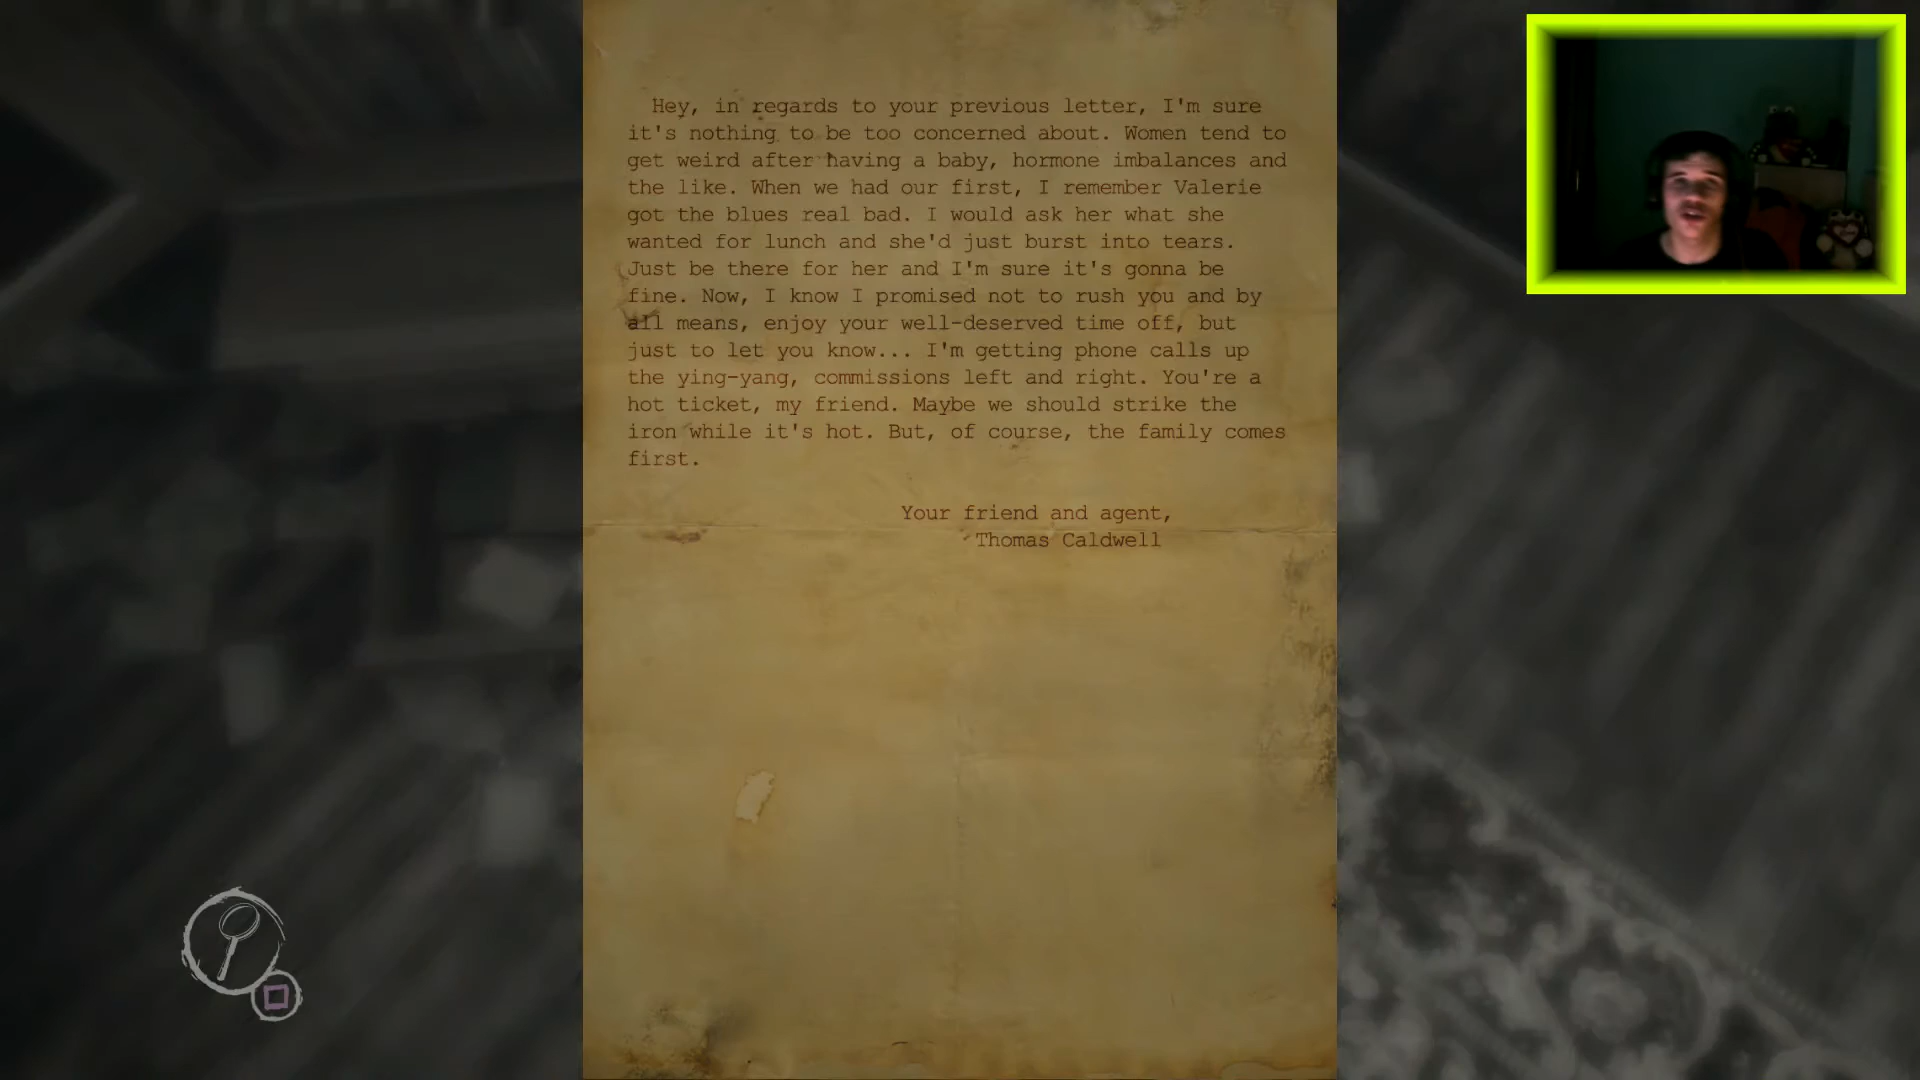 Hey, in regards to your previous letter, I'm sure
it's nothing to be too concerned about. Women tend to
get weird after having a baby, hormone imbalances and
the like. When we had our first, I remember Valerie
got the blues real bad. I would ask her what she
wanted for lunch and she'd just burst into tears.
Just be there for her and I'm sure it's gonna be
fine. Now, I know I promised not to rush you and by
all means, enjoy your well-deserved time off, but
just to let you know... I'm getting phone calls up
the ying-yang, commissions left and right. You're a
hot ticket, my friend. Maybe we should strike the
iron while it's hot. But, of course, the family comes
first.
Your friend and agent,
Thomas Caldwell